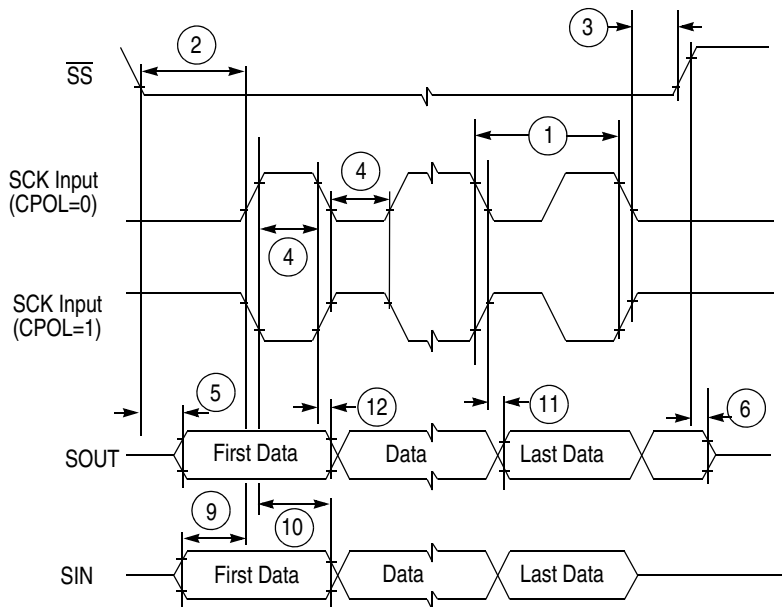 2
3
SS
1
SCK Input
(CPOL=0)
4
4
SCK Input
(CPOL=1)
5
12
11
6
SOUT
First Data
Data
Last Data
9
10
SIN
First Data
Data
Last Data